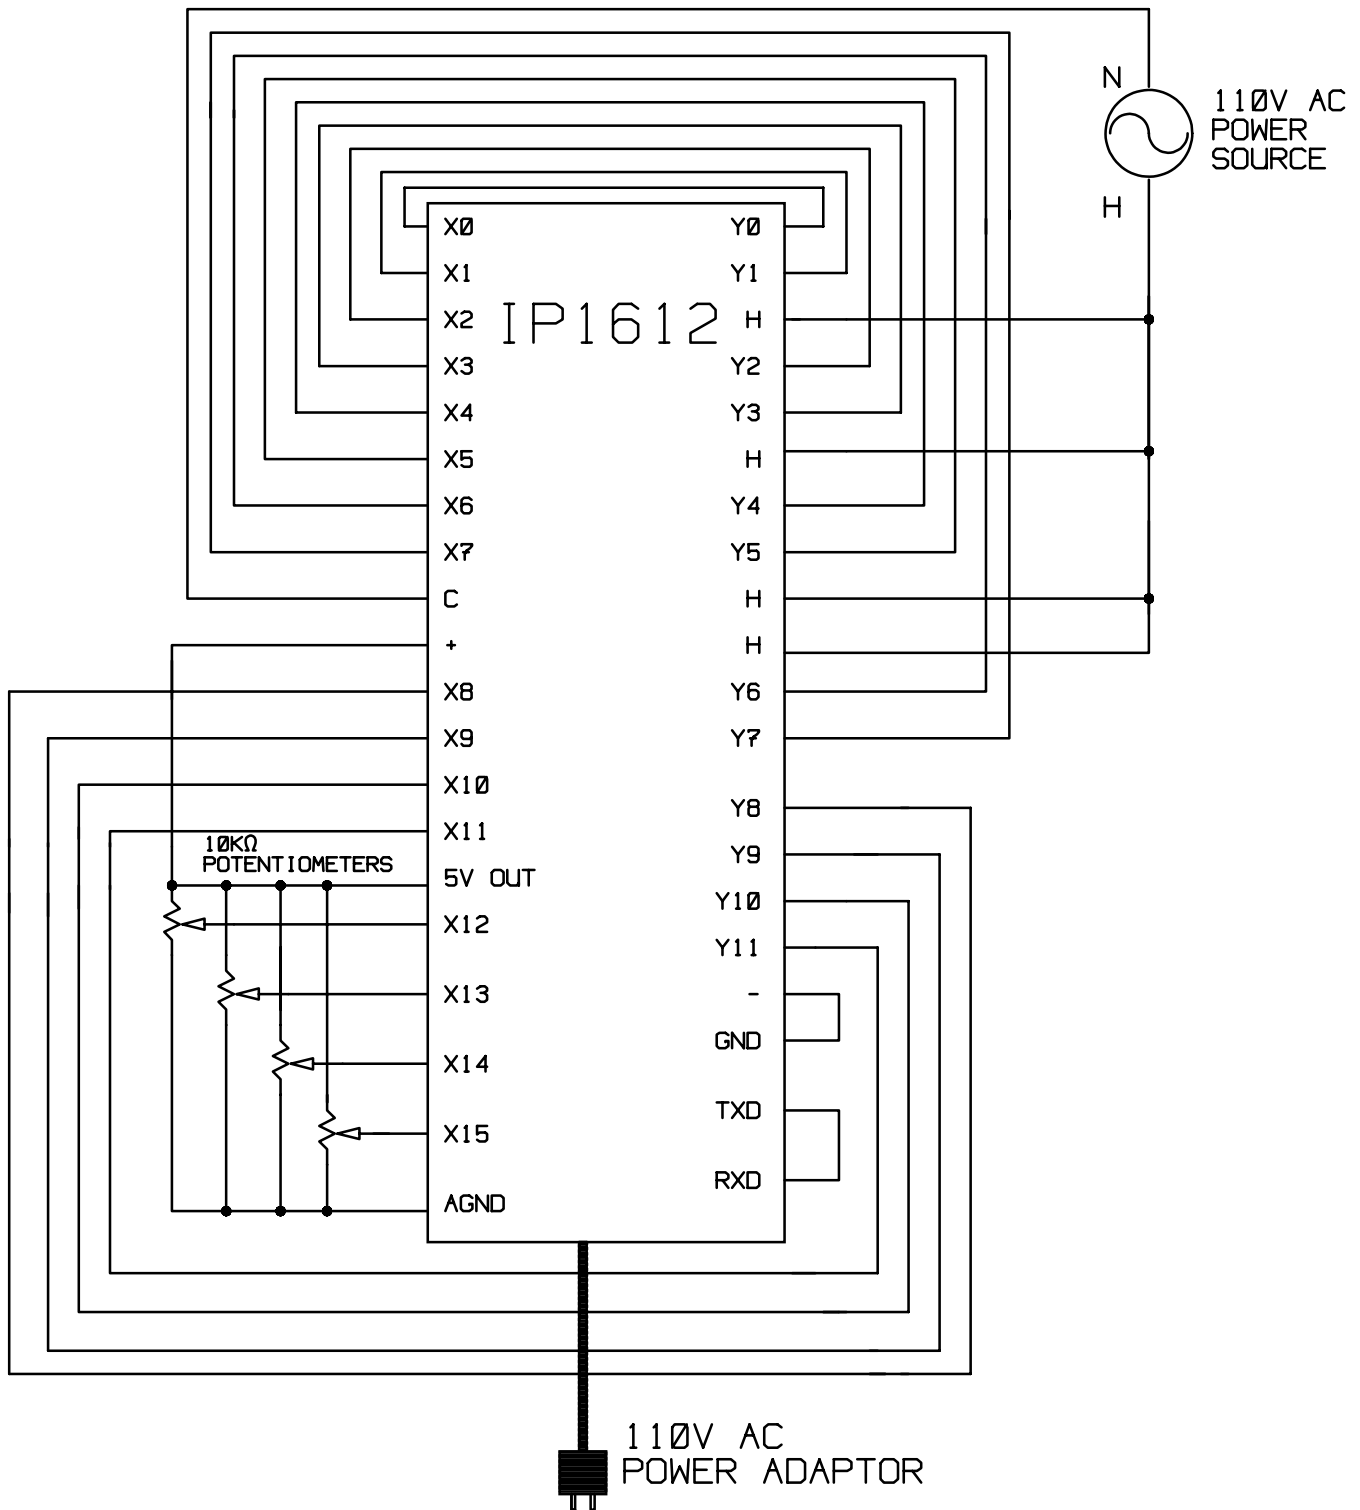 N
110V AC
POWER
SOURCE
H
X0
Y0
X1
Y1
X2
IP1612
H
X3
Y2
X4
Y3
X5
H
X6
Y4
X7
Y5
C
H
+
H
X8
Y6
X9
Y7
X10
Y8
X11
10KΩ
POTENTIOMETERS
Y9
5V OUT
Y10
X12
Y11
X13
-
GND
X14
TXD
X15
RXD
AGND
110V AC
POWER ADAPTOR